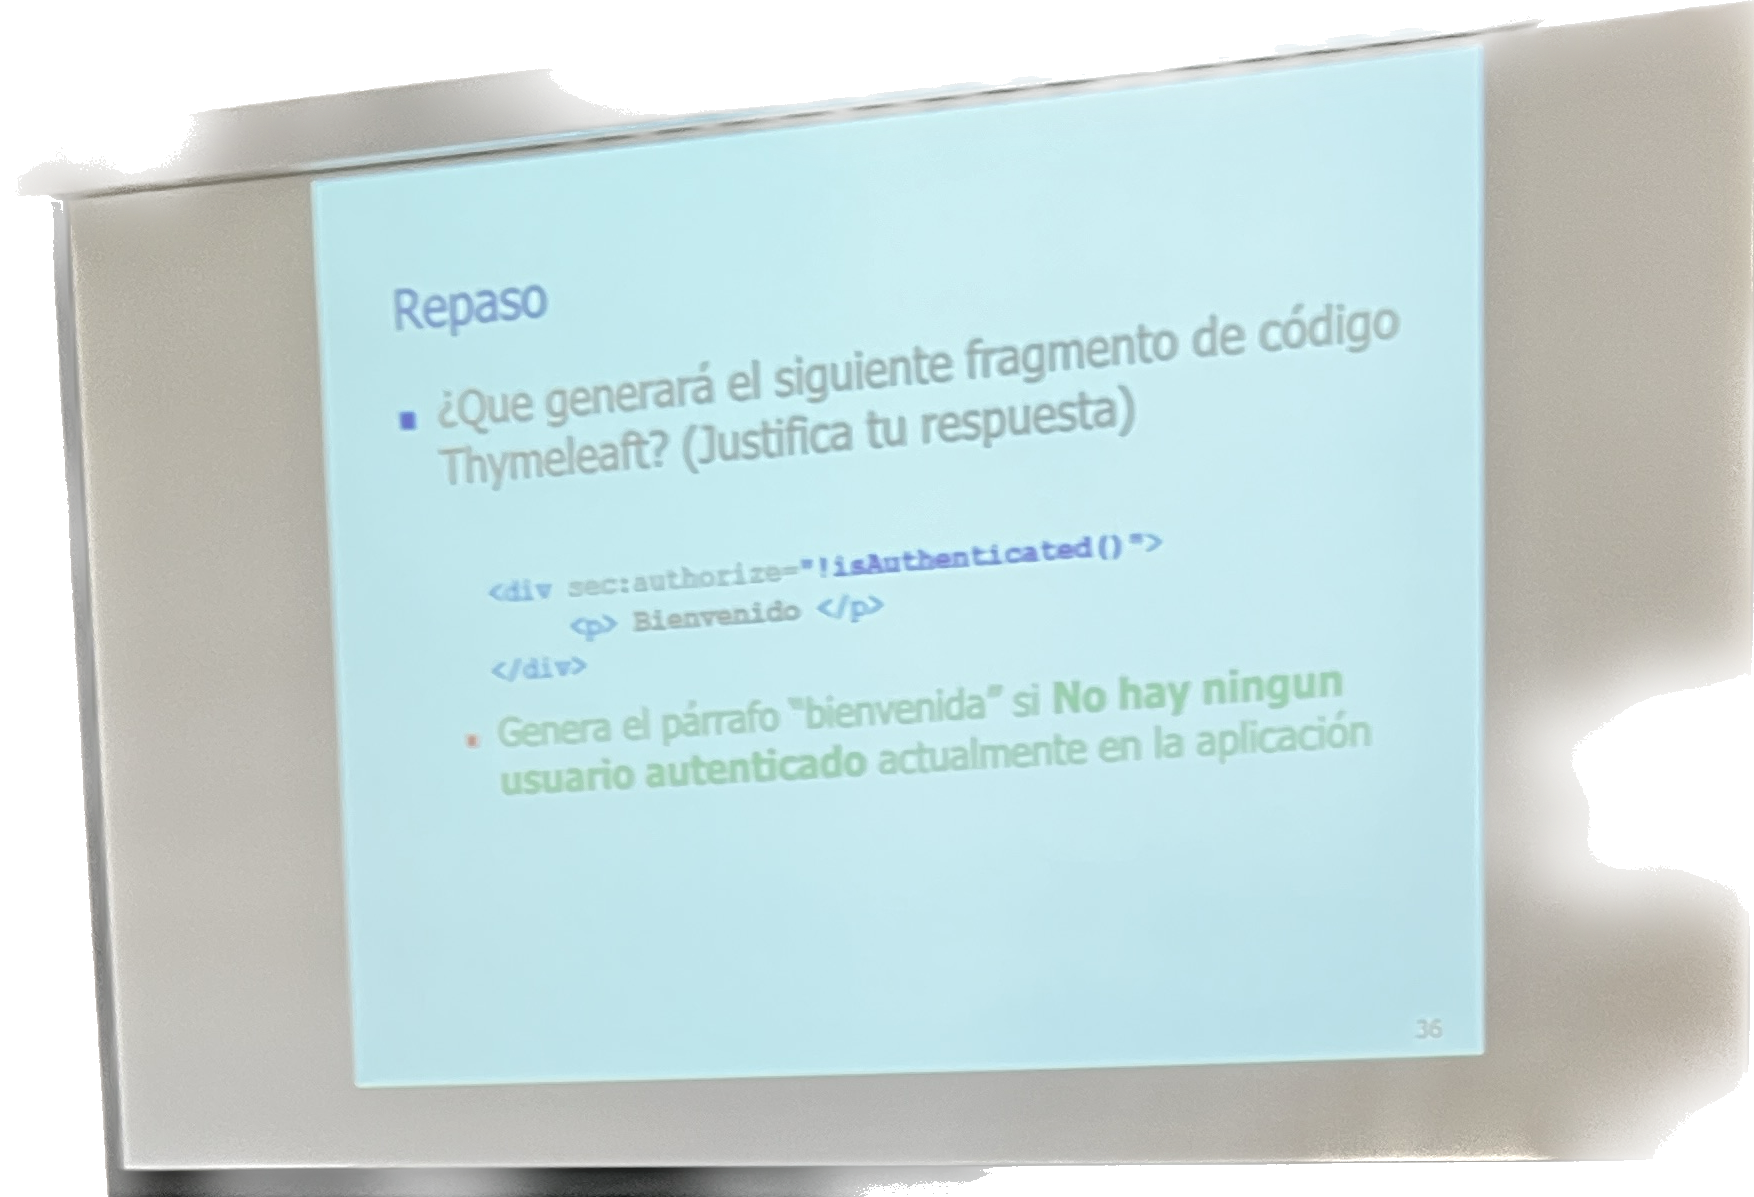 Repaso
¿Que generará el siguiente fragmento de código
Thymeleaft? (Justifica tu respuesta)
<div sec:authorize="!isAuthenticated()">
<p> Bienvenido </p>
</div>
Genera el párrafo "bienvenida" si No hay ningun
usuario autenticado actualmente en la aplicación
36